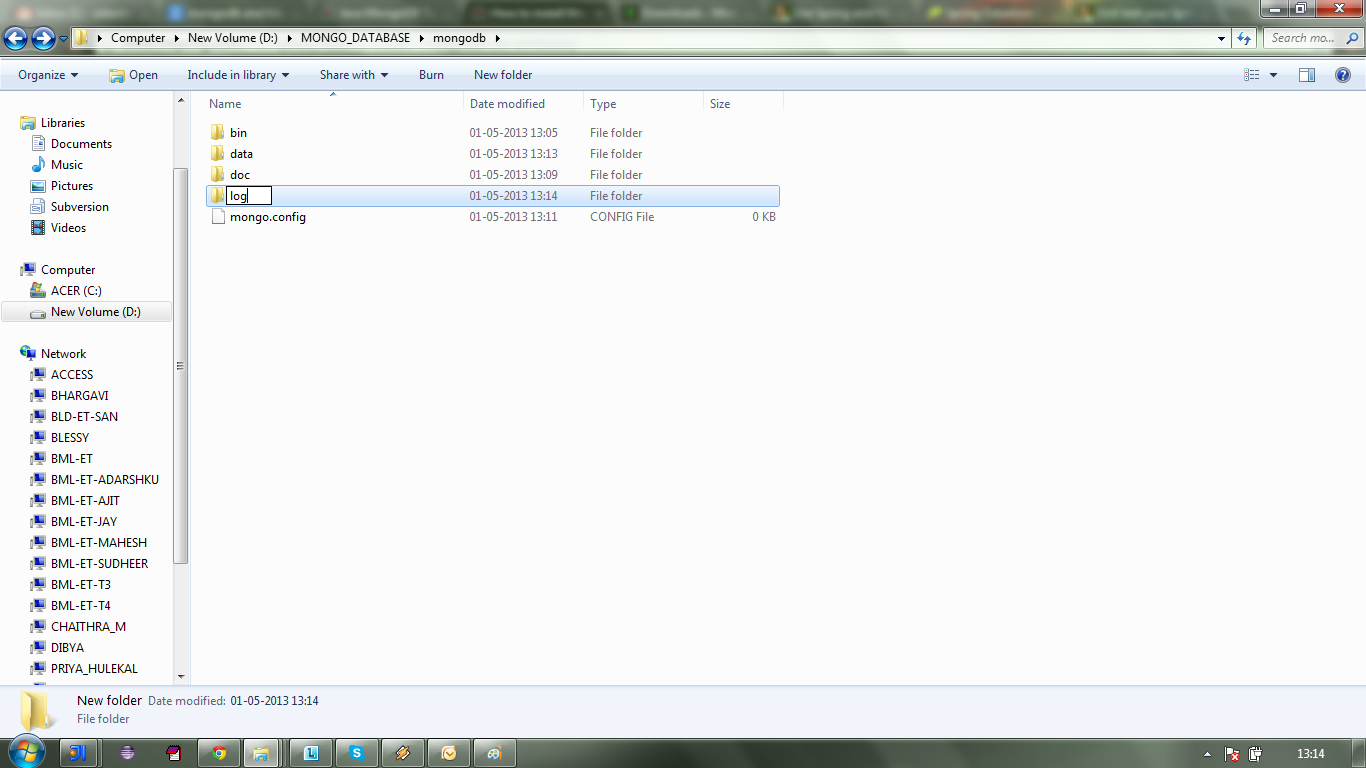 Computer New Volume (D:) MONGO_DATABASE mongodb Search mo...
Organize Open Include in library Share with Burn New folder
Name Date modified Type Size
Libraries
Documents
Music
Pictures
Subversion
Videos
Computer
ACER (C:)
New Volume (D:)
Network
ACCESS
BHARGAVI
BLD-ET-SAN
BLESSY
BML-ET
BML-ET-ADARSHKU
BML-ET-AJIT
BML-ET-JAY
BML-ET-MAHESH
BML-ET-SUDHEER
BML-ET-T3
BML-ET-T4
CHAITHRA_M
DIBYA
PRIYA_HULEKAL
bin 01-05-2013 13:05 File folder
data 01-05-2013 13:13 File folder
doc 01-05-2013 13:09 File folder
log 01-05-2013 13:14 File folder
mongo.config 01-05-2013 13:11 CONFIG File 0 KB
New folder Date modified: 01-05-2013 13:14
File folder
13:14